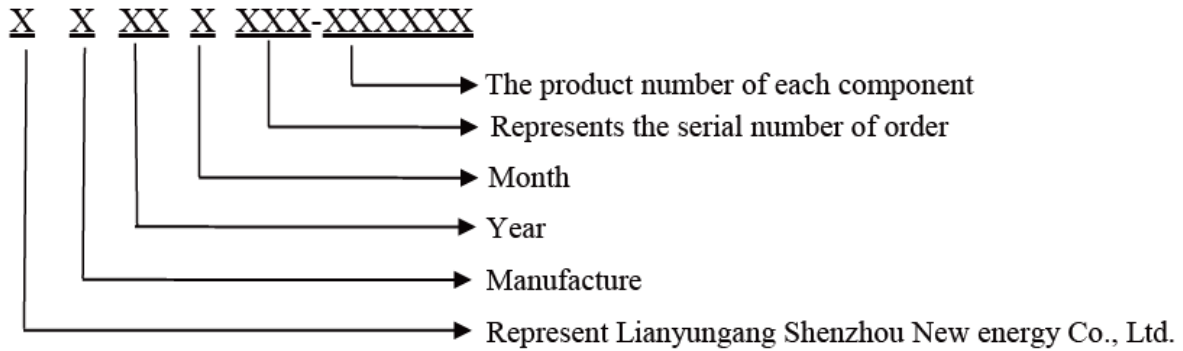 X X XX X XXX-XXXXXX
The product number of each component
Represents the serial number of order
Month
Year
Manufacture
Represent Lianyungang Shenzhou New energy Co., Ltd.